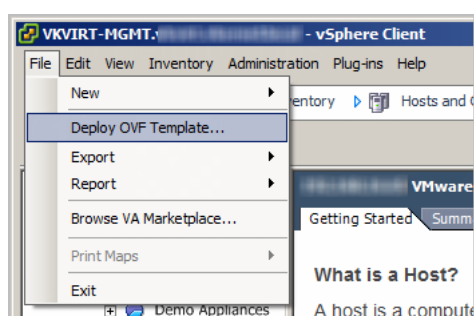 VKVIRT-MGMT. - vSphere Client
File Edit View Inventory Administration Plug-ins Help
New
entory Hosts and
Deploy OVF Template...
Export
Report
VMware
Browse VA Marketplace...
Getting Started Summ
Print Maps
What is a Host?
Exit
Demo Appliances
A host is a compute